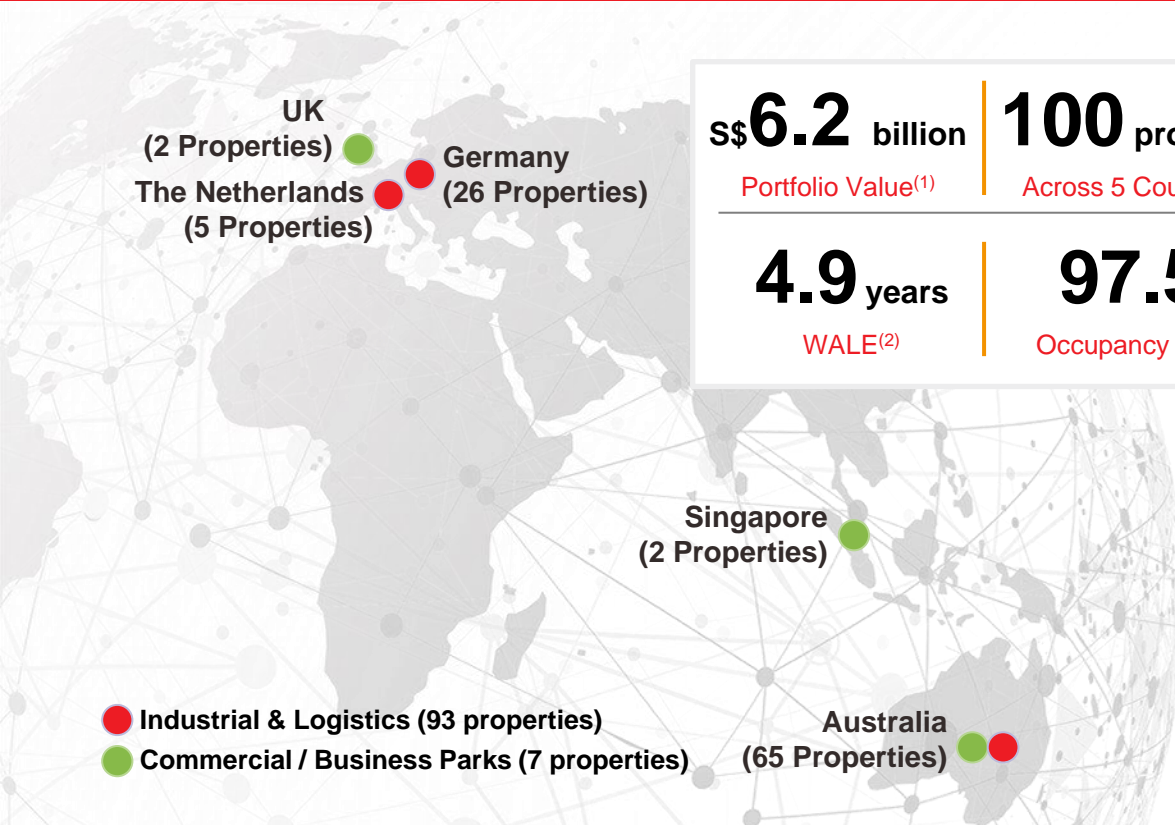 UK
(2 Properties)
The Netherlands
(5 Properties)
Germany
(26 Properties)
S$6.2 billion
Portfolio Value(1)
100
Across 5
4.9 years
WALE(2)
97.5
Occupancy
Singapore
(2 Properties)
Industrial & Logistics (93 properties)
Commercial / Business Parks (7 properties)
Australia
(65 Properties)